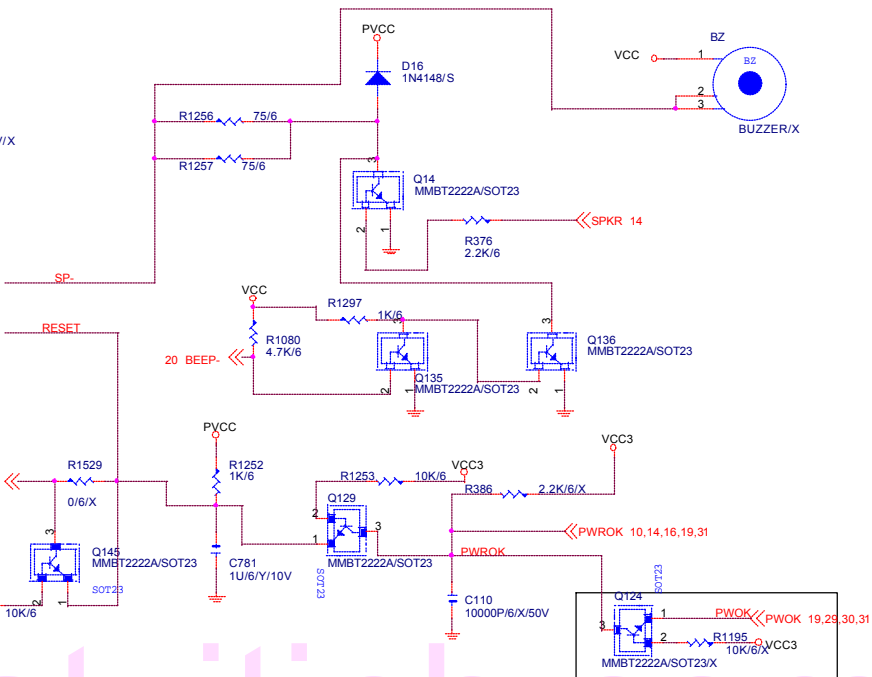 PVCC
BZ
D16
1N4148/S
VCC
1
BZ
2
3
BUZZER/X
/X
R1256 75/6
R1257 75/6
3
Q14
MMBT2222A/SOT23
2
1
R376
2.2K/6
SPKR 14
SP-
VCC
R1297
1K/6
3
3
RESET
R1080
4.7K/6
20 BEEP-
Q136
MMBT2222A/SOT23
Q135
MMBT2222A/SOT23
2
1
2
1
PVCC
VCC3
R1529
0/6/X
R1252
1K/6
R1253
10K/6
VCC3
R386
2.2K/6/X
Q129
2
3
1
MMBT2222A/SOT23
SOT23
PWROK
PWROK 10,14,16,19,31
3
Q145
MMBT2222A/SOT23
SOT23
2
1
10K/6
C781
1U/6/Y/10V
C110
10000P/6/X/50V
SOT23
Q124
3
1
2
PWOK
PWOK 19,29,30,31
R1195
10K/6/X
VCC3
MMBT2222A/SOT23/X